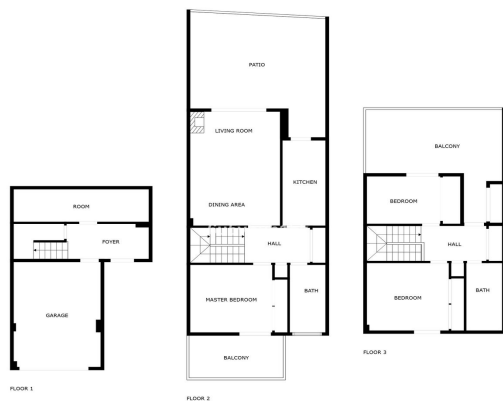 ROOM
FOYER
GARAGE
FLOOR 1
PATIO
LIVING ROOM
KITCHEN
DINING AREA
HALL
MASTER BEDROOM
BATH
BALCONY
FLOOR 2
BALCONY
BEDROOM
HALL
BEDROOM
BATH
FLOOR 3